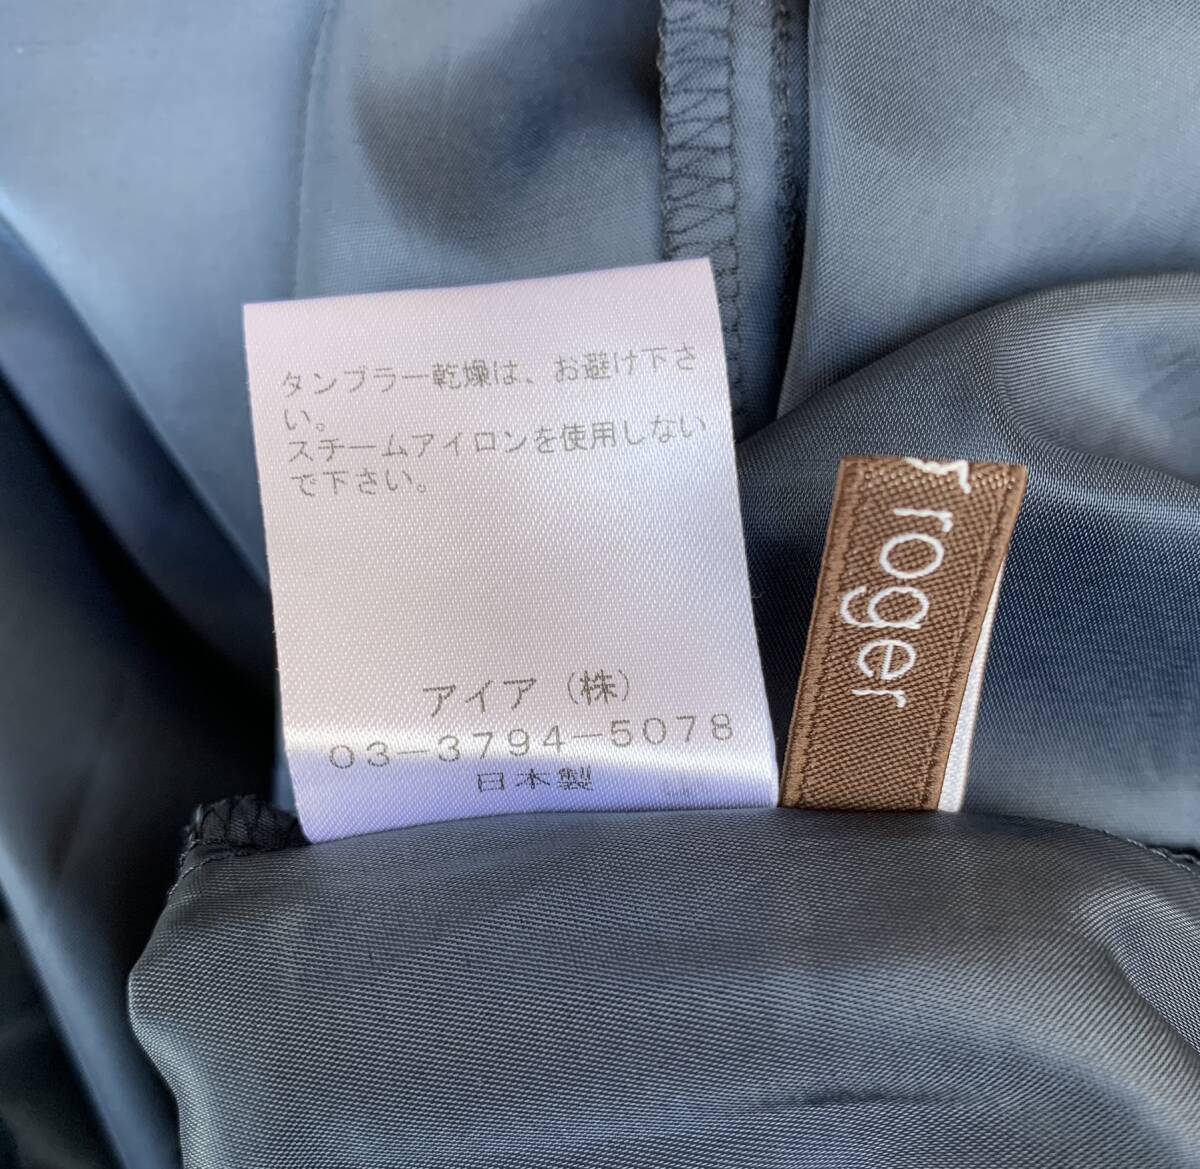 タンブラー乾燥は、お避け下さ
い。
スチームアイロンを使用しない
で下さい。
アイア（株）
03-3794-5078
日本製
roger